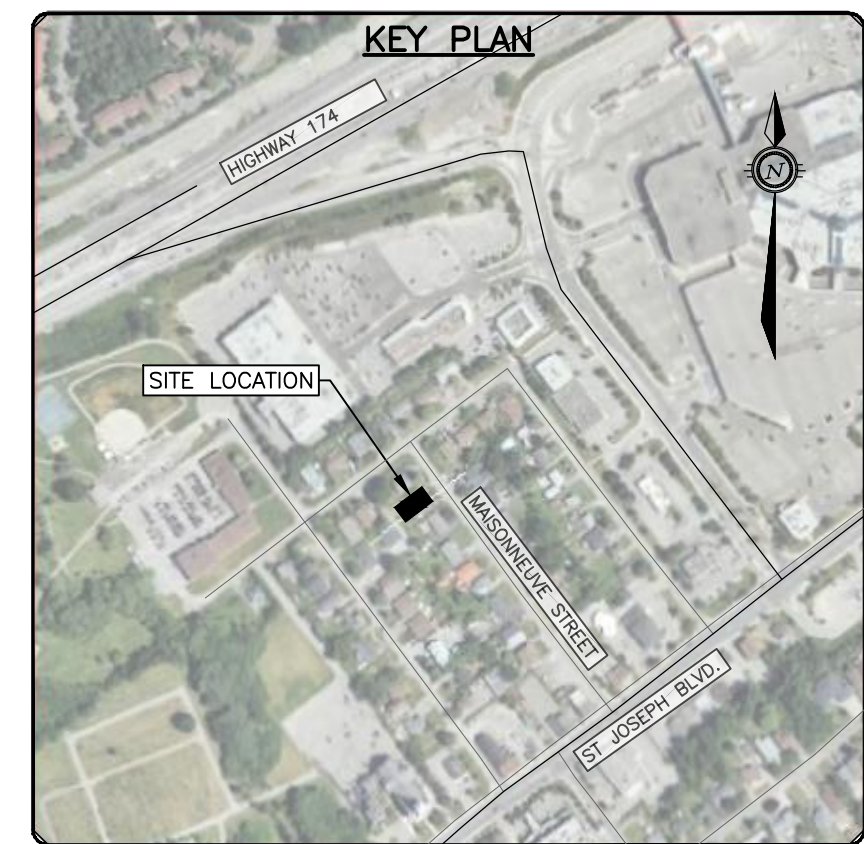 KEY PLAN
HIGHWAY 174
N
SITE LOCATION
MAISONNEUVE STREET
ST JOSEPH BLVD.